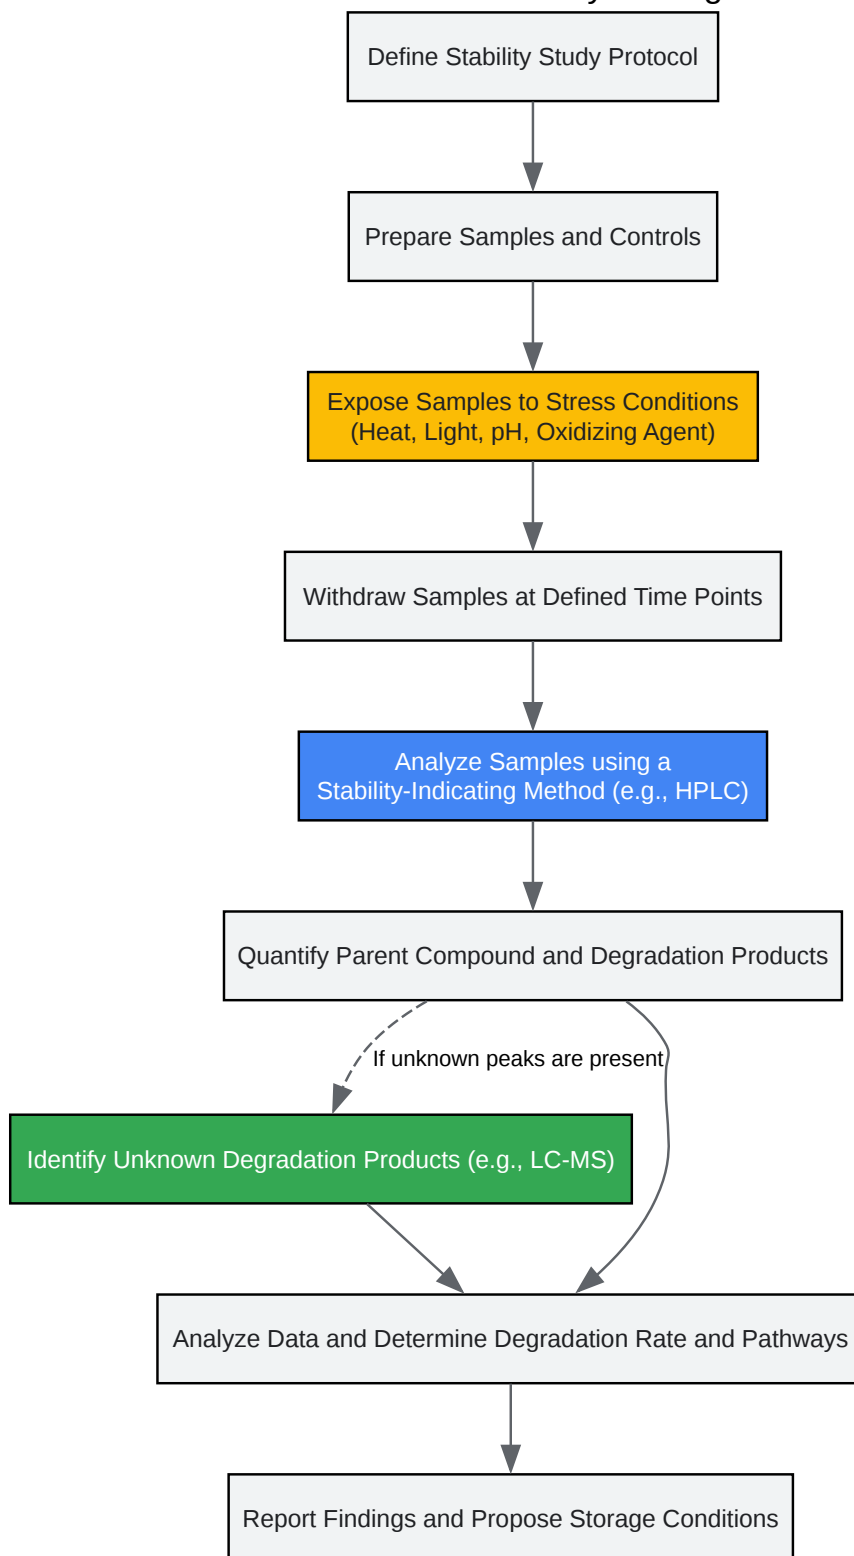 Define Stability Study Protocol
Prepare Samples and Controls
Expose Samples to Stress Conditions
(Heat, Light, pH, Oxidizing Agent)
Withdraw Samples at Defined Time Points
Analyze Samples using a
Stability-Indicating Method (e.g., HPLC)
Quantify Parent Compound and Degradation Products
If unknown peaks are present
Identify Unknown Degradation Products (e.g., LC-MS)
Analyze Data and Determine Degradation Rate and Pathways
Report Findings and Propose Storage Conditions